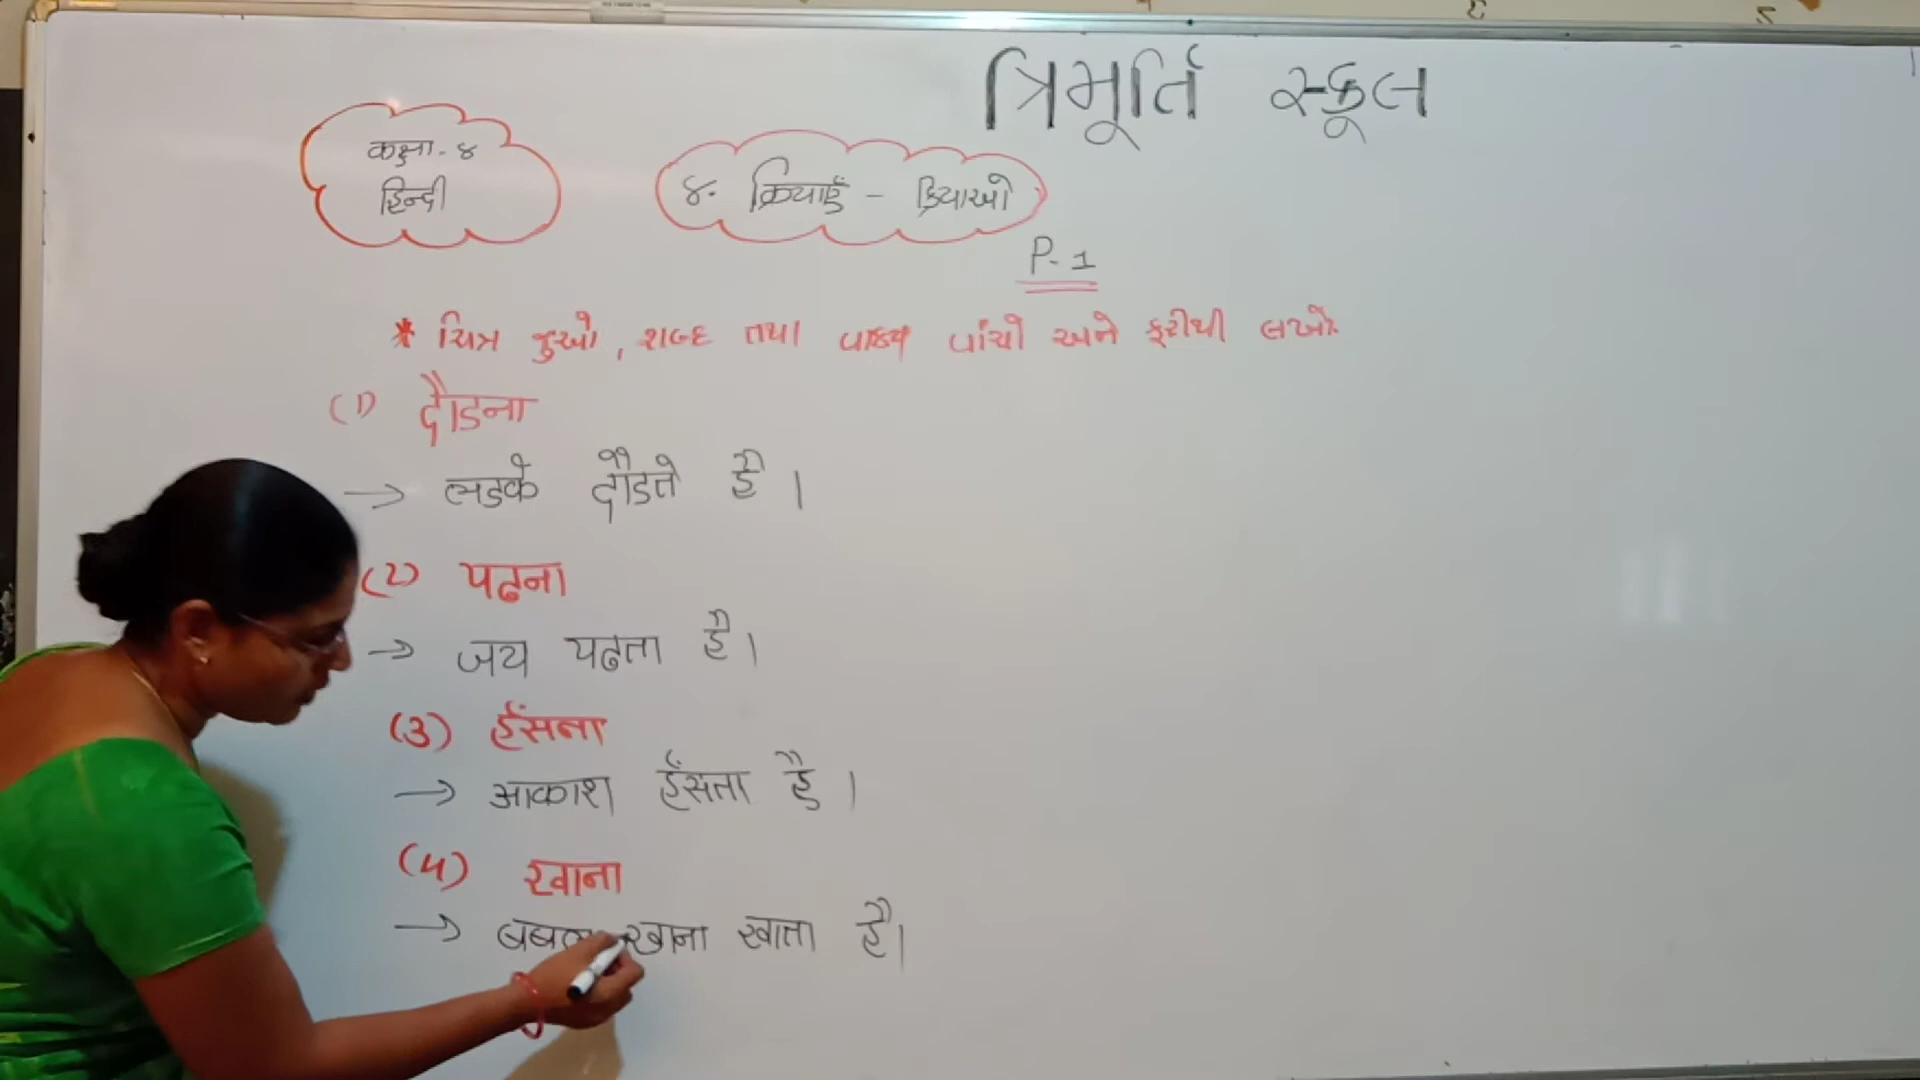 त्रिमूर्ति स्कूल
कक्षा. ४
हिन्दी
४. क्रियाएँ - ક્રિયાઓ
P. 1
* ચિત્ર જુઓ, શબ્દ તથા વાક્ય વાંચો અને ફરીથી લખો.
(1) दौडना
→ लडके दौडते है ।
(2) पढना
→ जय पढता है ।
(3) हँसना
→ आकाश हँसता है ।
(4) खाना
→ खाना खाता है ।